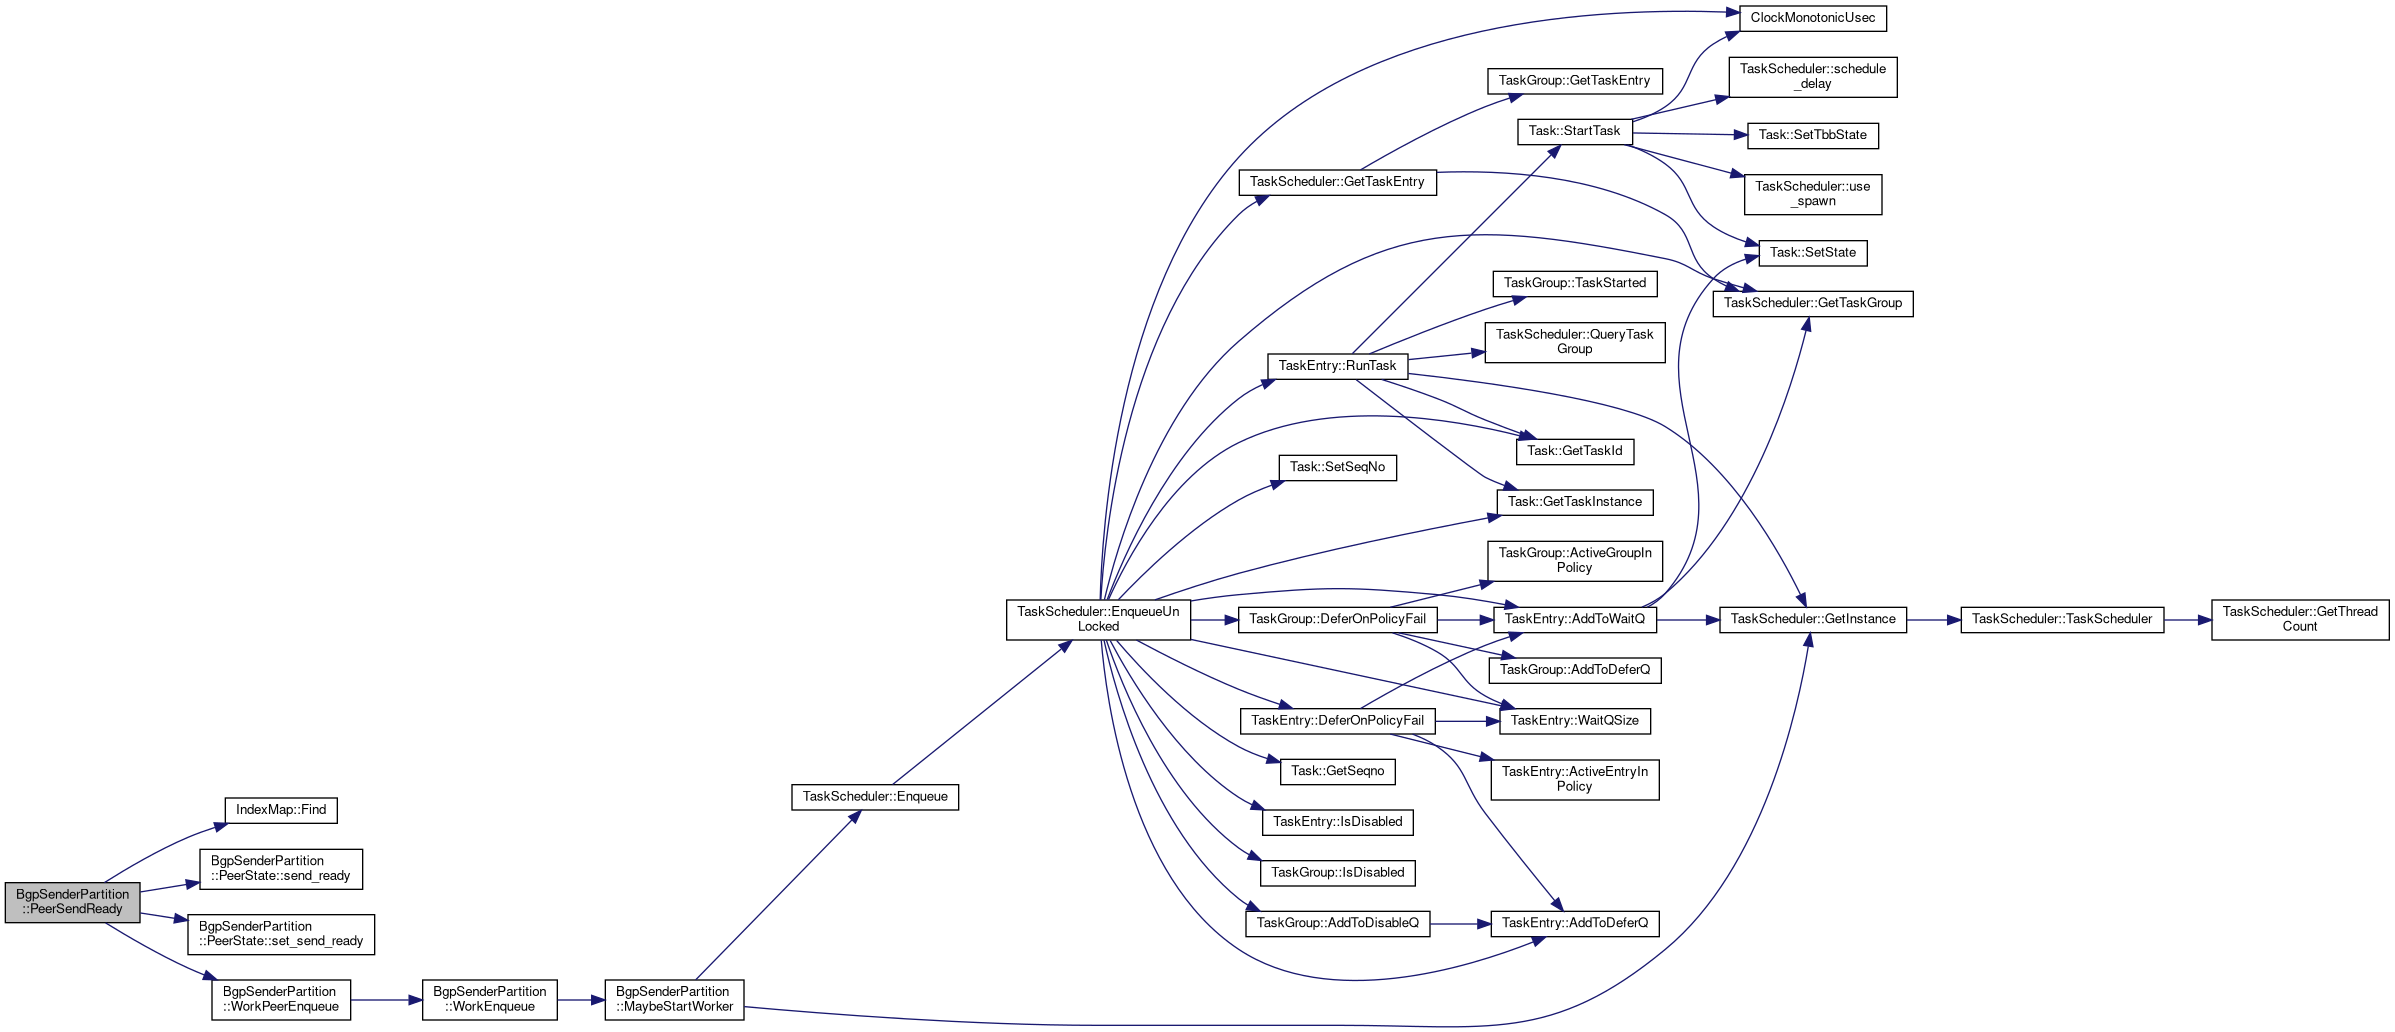 ClockMonotonicUsec
TaskScheduler::schedule
_delay
TaskGroup::GetTaskEntry
Task::StartTask
Task::SetTbbState
TaskScheduler::GetTaskEntry
TaskScheduler::use
_spawn
Task::SetState
TaskGroup::TaskStarted
TaskScheduler::GetTaskGroup
TaskScheduler::QueryTask
Group
TaskEntry::RunTask
Task::GetTaskId
Task::SetSeqNo
Task::GetTaskInstance
TaskGroup::ActiveGroupIn
Policy
TaskScheduler::EnqueueUn
Locked
TaskGroup::DeferOnPolicyFail
TaskEntry::AddToWaitQ
TaskScheduler::GetInstance
TaskScheduler::TaskScheduler
TaskScheduler::GetThread
Count
TaskGroup::AddToDeferQ
TaskEntry::DeferOnPolicyFail
TaskEntry::WaitQSize
Task::GetSeqno
TaskEntry::ActiveEntryIn
Policy
TaskScheduler::Enqueue
IndexMap::Find
TaskEntry::IsDisabled
BgpSenderPartition
::PeerState::send_ready
TaskGroup::IsDisabled
BgpSenderPartition
::PeerSendReady
BgpSenderPartition
::PeerState::set_send_ready
TaskGroup::AddToDisableQ
TaskEntry::AddToDeferQ
BgpSenderPartition
::WorkPeerEnqueue
BgpSenderPartition
::WorkEnqueue
BgpSenderPartition
::MaybeStartWorker